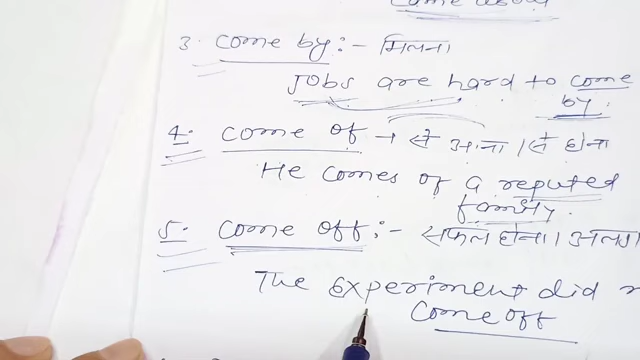 3. Come by:- मिलना
Jobs are hard to come
by.
4. Come of → से आना/से होना
He comes of a reputed
family.
5. Come off:- सफल होना। अलग
The experiment did
Come off